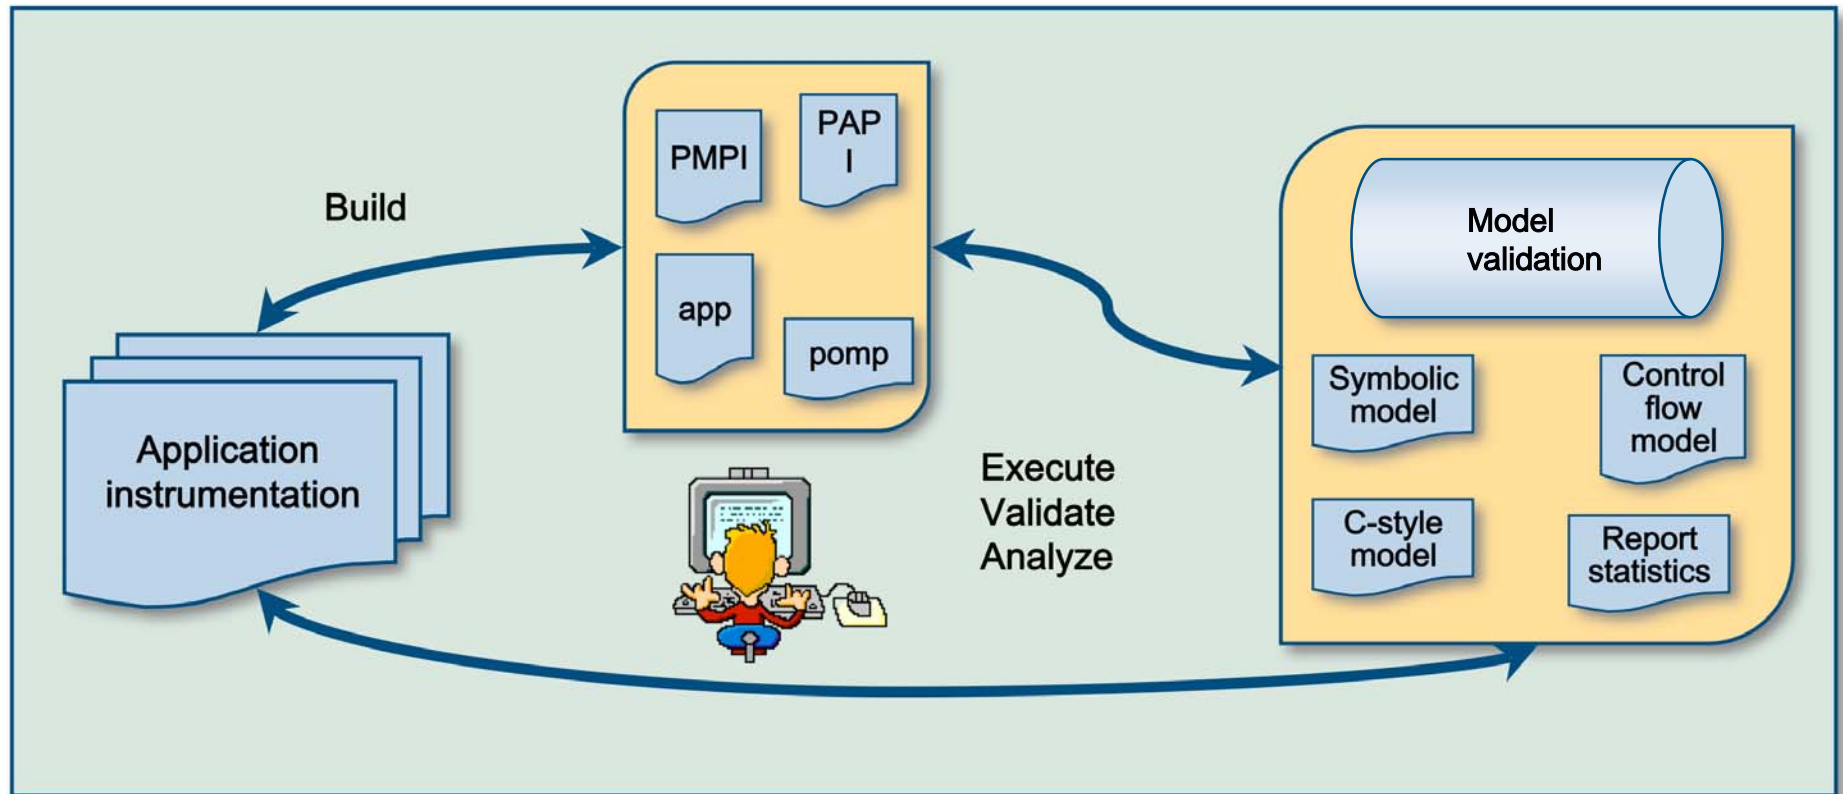 Build
PMPI
PAP
I
app
pomp
Application
instrumentation
Execute
Validate
Analyze
Model
validation
Symbolic
model
Control
flow
model
C-style
model
Report
statistics